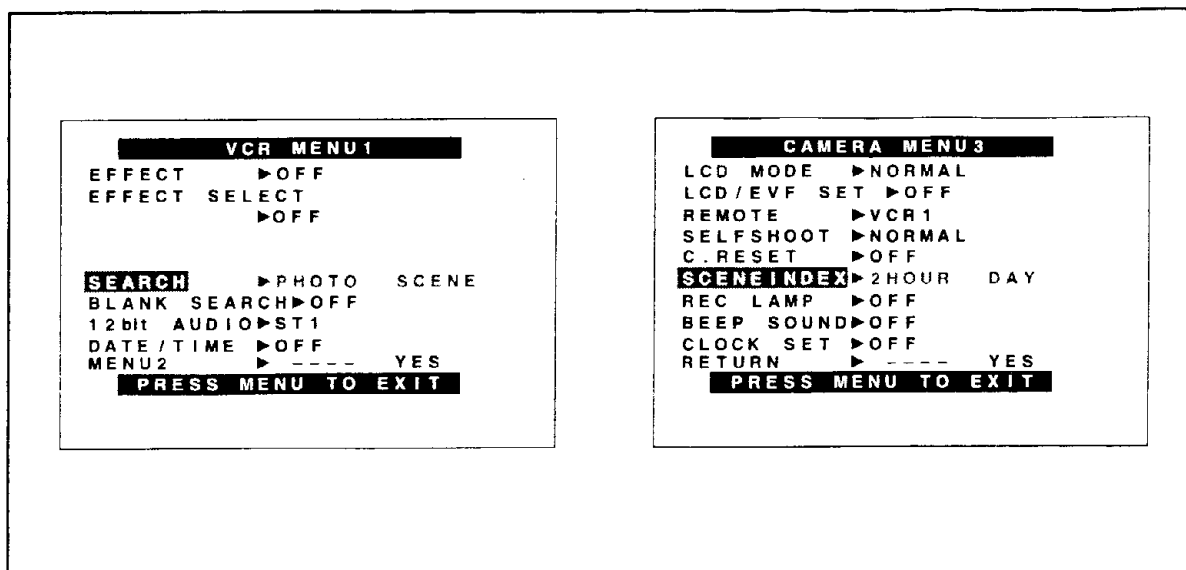 VCR MENU1
EFFECT ►OFF
EFFECT SELECT
►OFF
SEARCH ►PHOTO SCENE
BLANK SEARCH►OFF
12bit AUDIO►ST1
DATE/TIME ►OFF
MENU2 ► ---- YES
PRESS MENU TO EXIT
CAMERA MENU3
LCD MODE ►NORMAL
LCD/EVF SET ►OFF
REMOTE ►VCR1
SELFSHOOT ►NORMAL
C.RESET ►OFF
SCENEINDEX►2HOUR DAY
REC LAMP ►OFF
BEEP SOUND►OFF
CLOCK SET ►OFF
RETURN ► ---- YES
PRESS MENU TO EXIT